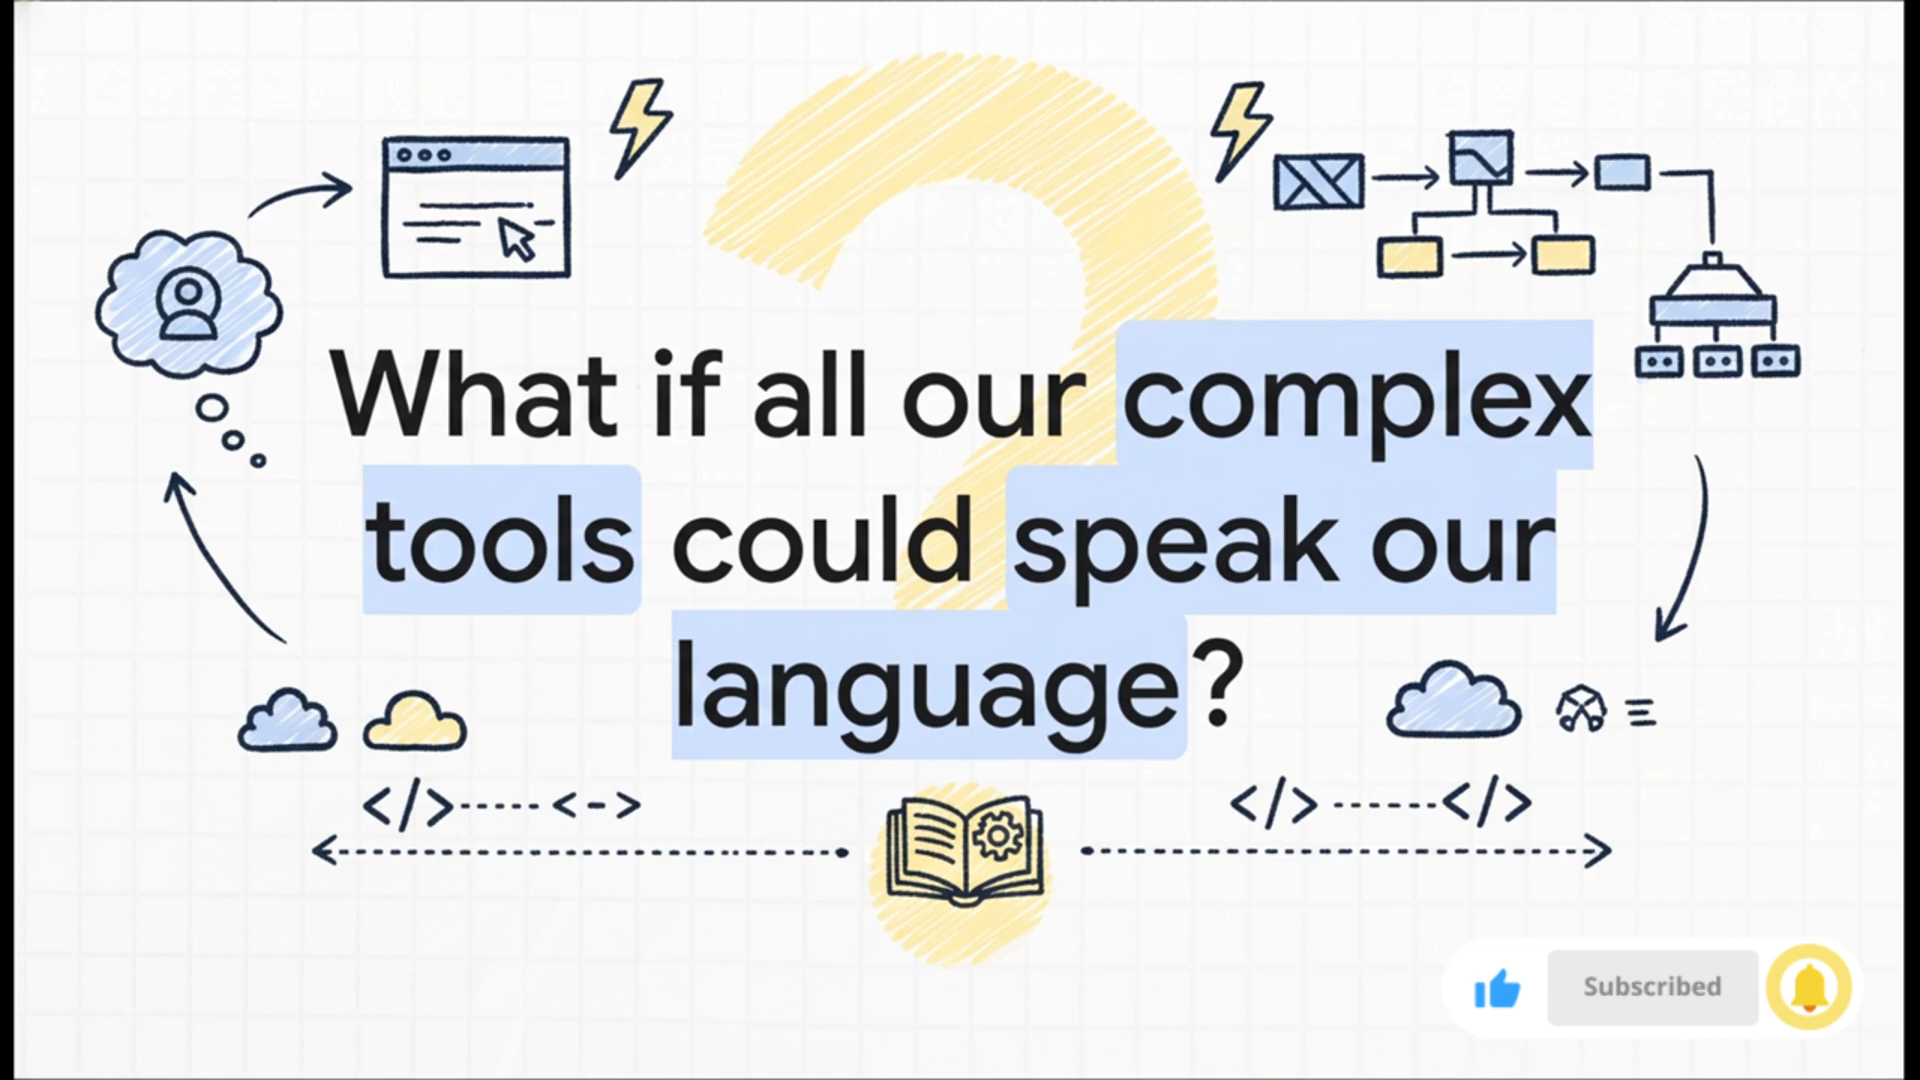 What if all our complex
tools could speak our
language?
</> <->
</> </>
Subscribed